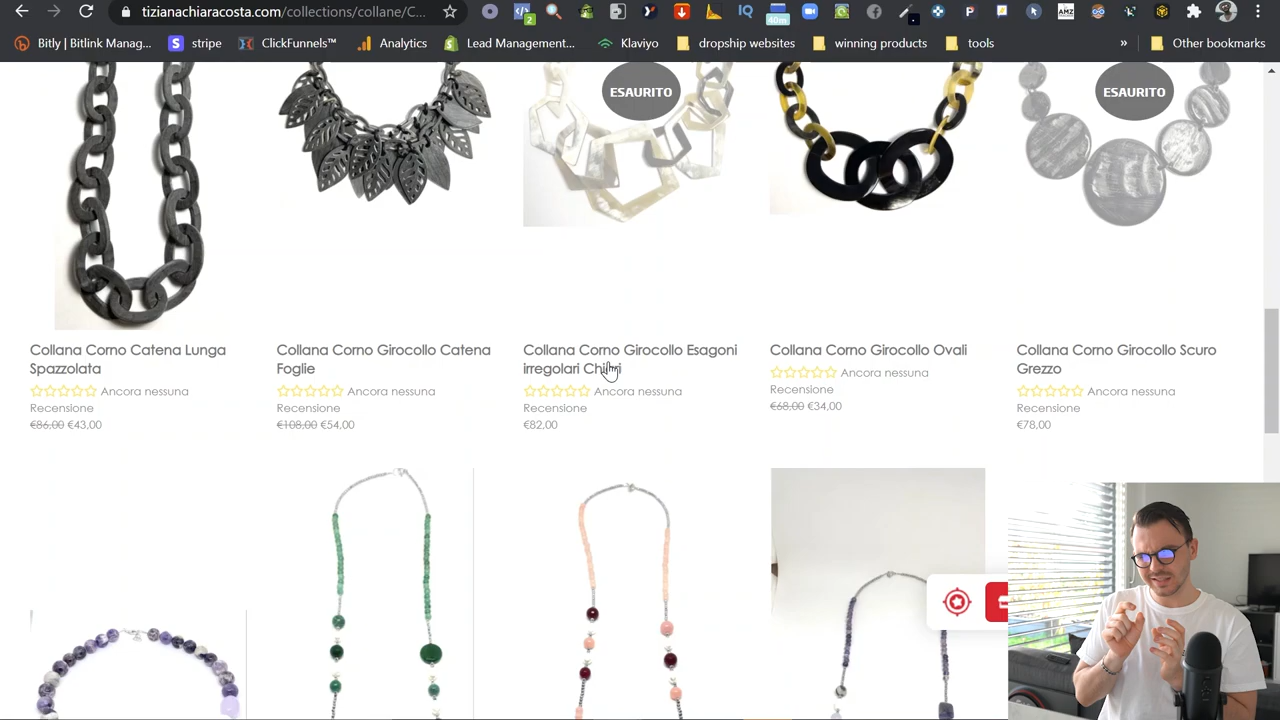 tizianachiaracosta.com/collections/collane/C...
2
IQ
40m
P
AMZ
Bitly | Bitlink Manag...
stripe
ClickFunnels™
Analytics
Lead Management...
Klaviyo
dropship websites
winning products
tools
»
Other bookmarks
ESAURITO
ESAURITO
Collana Corno Catena Lunga
Spazzolata
Ancora nessuna
Recensione
€86,00 €43,00
Collana Corno Girocollo Catena
Foglie
Ancora nessuna
Recensione
€108,00 €54,00
Collana Corno Girocollo Esagoni
irregolari Chiari
Ancora nessuna
Recensione
€82,00
Collana Corno Girocollo Ovali
Ancora nessuna
Recensione
€68,00 €34,00
Collana Corno Girocollo Scuro
Grezzo
Ancora nessuna
Recensione
€78,00